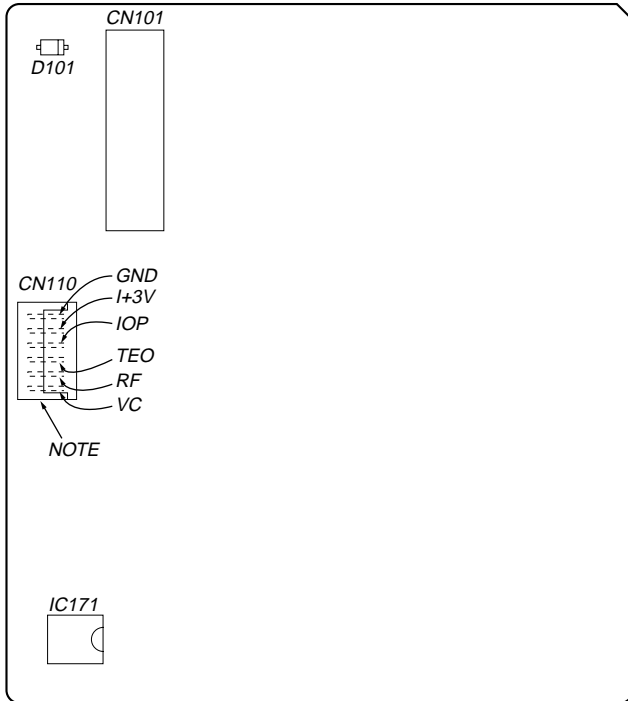 CN101
D101
CN110
GND
I+3V
IOP
TEO
RF
VC
NOTE
IC171